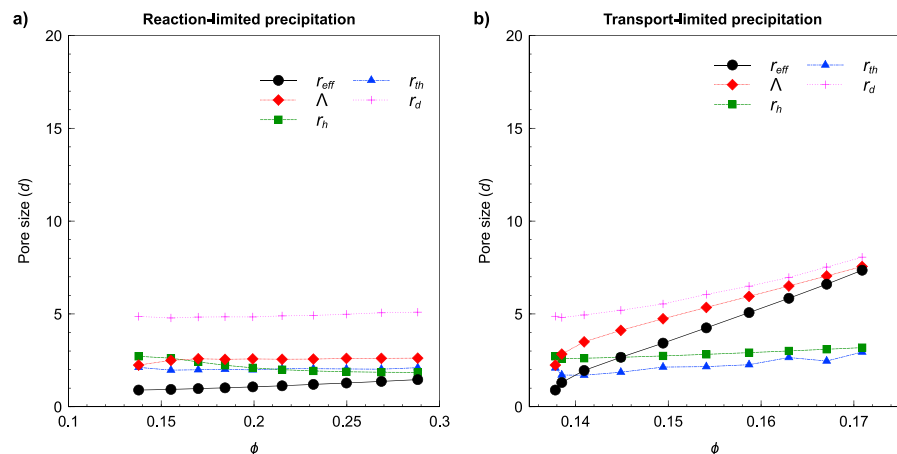 a)
Reaction-limited precipitation
20
15
10
5
0
Pore size (d)
r_eff
Λ
r_h
r_th
r_d
0.1
0.15
0.2
0.25
0.3
ϕ
b)
Transport-limited precipitation
20
15
10
5
0
Pore size (d)
r_eff
Λ
r_h
r_th
r_d
0.14
0.15
0.16
0.17
ϕ